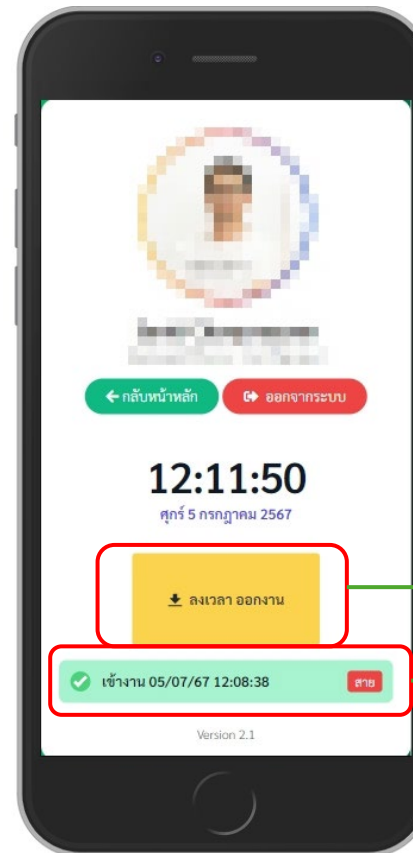 กลับหน้าหลัก ออกจากระบบ
12:11:50
ศุกร์ 5 กรกฎาคม 2567
ลงเวลา ออกงาน
เข้างาน 05/07/67 12:08:38 สาย
Version 2.1